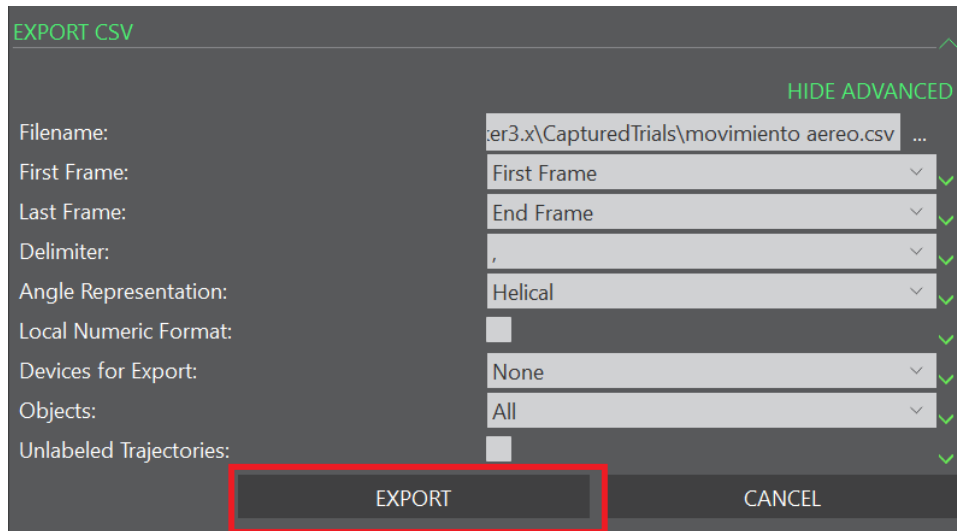 EXPORT CSV
HIDE ADVANCED
Filename: :er3.x\CapturedTrials\movimiento aereo.csv ...
First Frame: First Frame
Last Frame: End Frame
Delimiter: ,
Angle Representation: Helical
Local Numeric Format:
Devices for Export: None
Objects: All
Unlabeled Trajectories:
EXPORT CANCEL